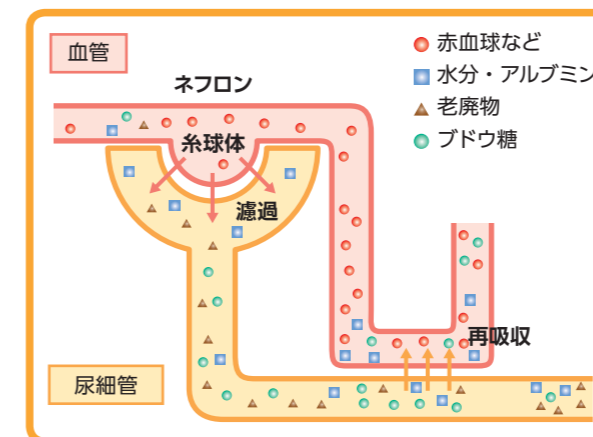 血管
ネフロン
糸球体
濾過
再吸収
尿細管
赤血球など
水分・アルブミン
老廃物
ブドウ糖